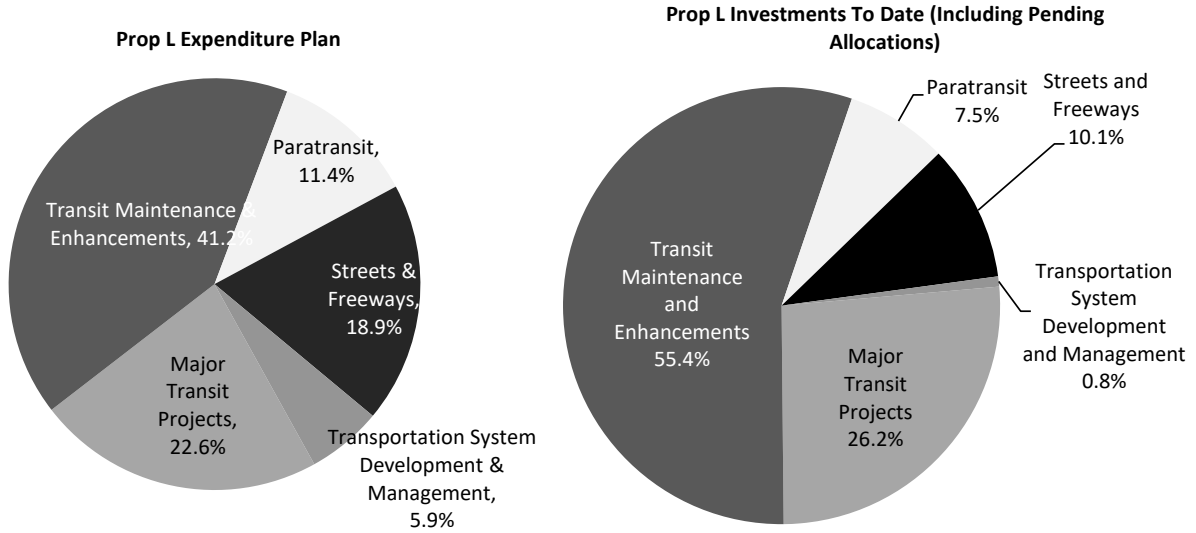 Prop L Expenditure Plan
Paratransit,
11.4%
Transit Maintenance &
Enhancements, 41.2%
Streets &
Freeways,
18.9%
Major
Transit
Projects,
22.6%
Transportation System
Development &
Management,
5.9%
Prop L Investments To Date (Including Pending
Allocations)
Paratransit
7.5%
Streets and
Freeways
10.1%
Transit
Maintenance
and
Enhancements
55.4%
Transportation
System
Development
and Management
0.8%
Major
Transit
Projects
26.2%